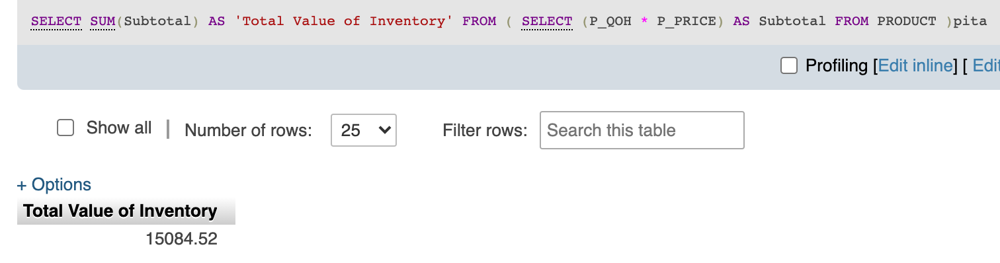 SELECT SUM(Subtotal) AS 'Total Value of Inventory' FROM ( SELECT (P_QOH * P_PRICE) AS Subtotal FROM PRODUCT )pita
Profiling [Edit inline] [ Edit
Show all | Number of rows: 25 Filter rows: Search this table
+ Options
Total Value of Inventory
15084.52